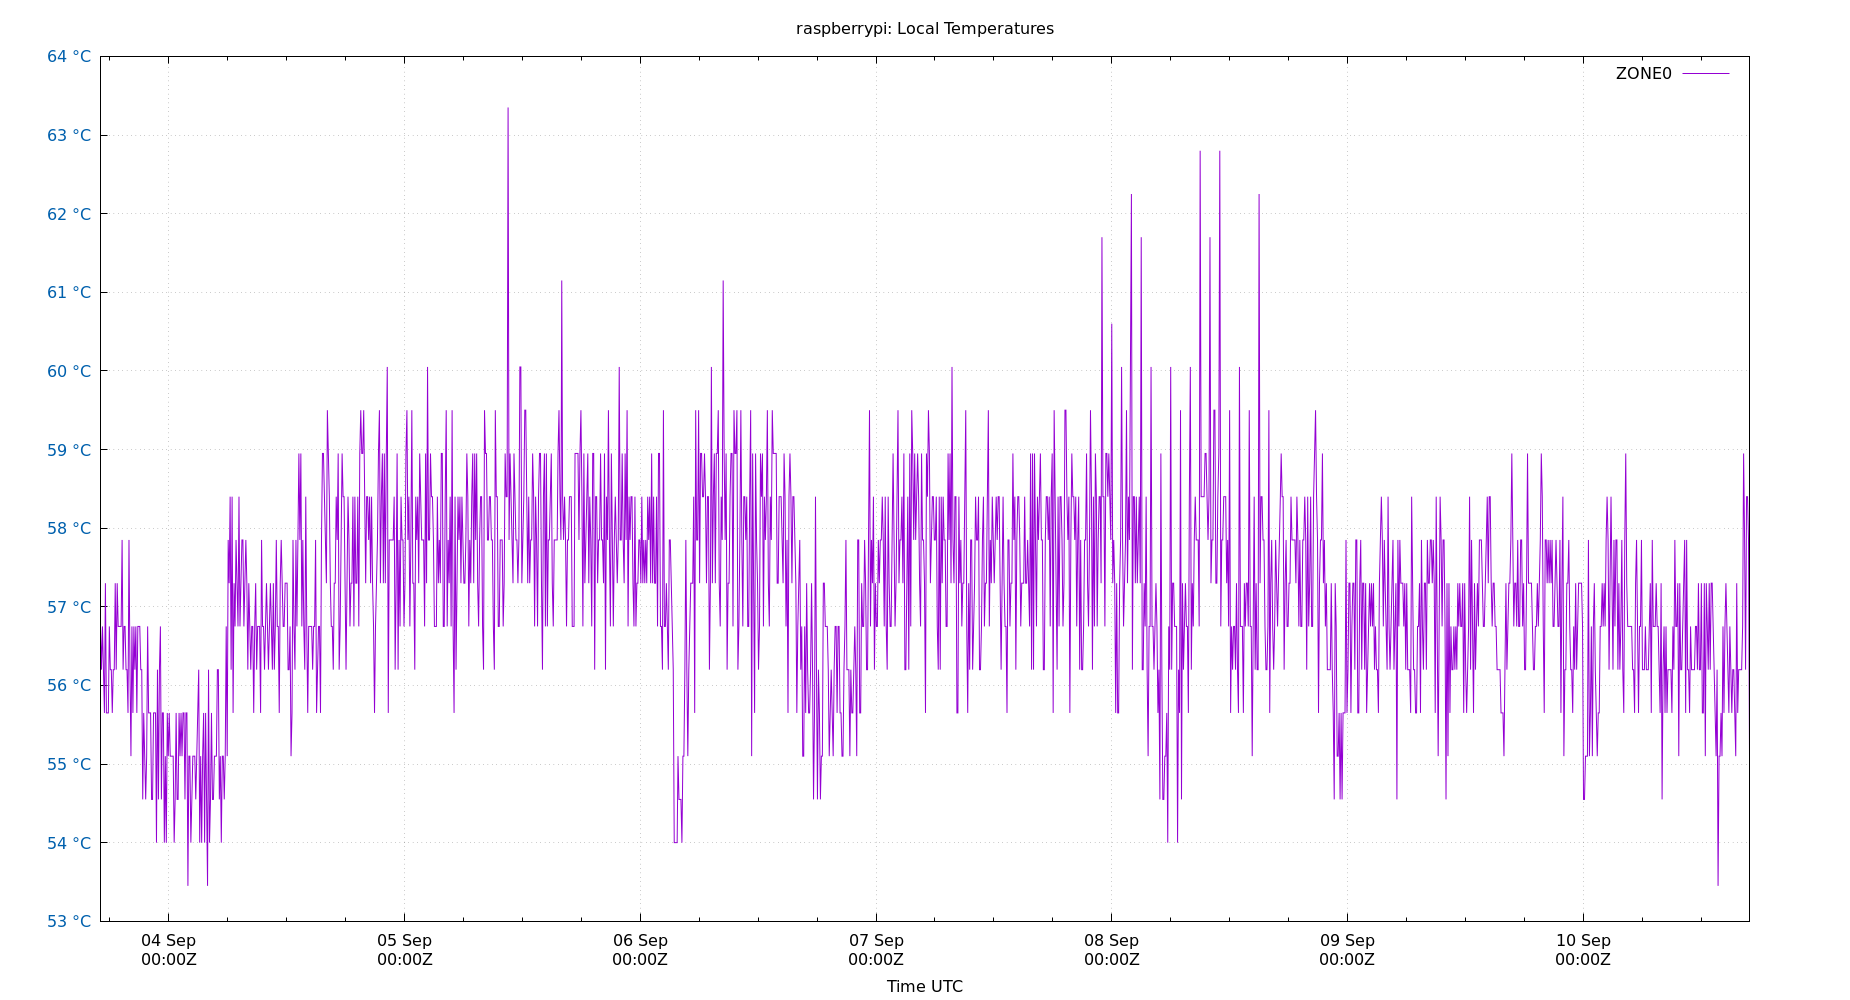 raspberrypi: Local Temperatures
64 °C
ZONE0
63 °C
62 °C
61 °C
60 °C
59 °C
58 °C
57 °C
56 °C
55 °C
54 °C
53 °C
04 Sep 05 Sep 06 Sep 07 Sep 08 Sep 09 Sep 10 Sep
00:00Z 00:00Z 00:00Z 00:00Z 00:00Z 00:00Z 00:00Z
Time UTC